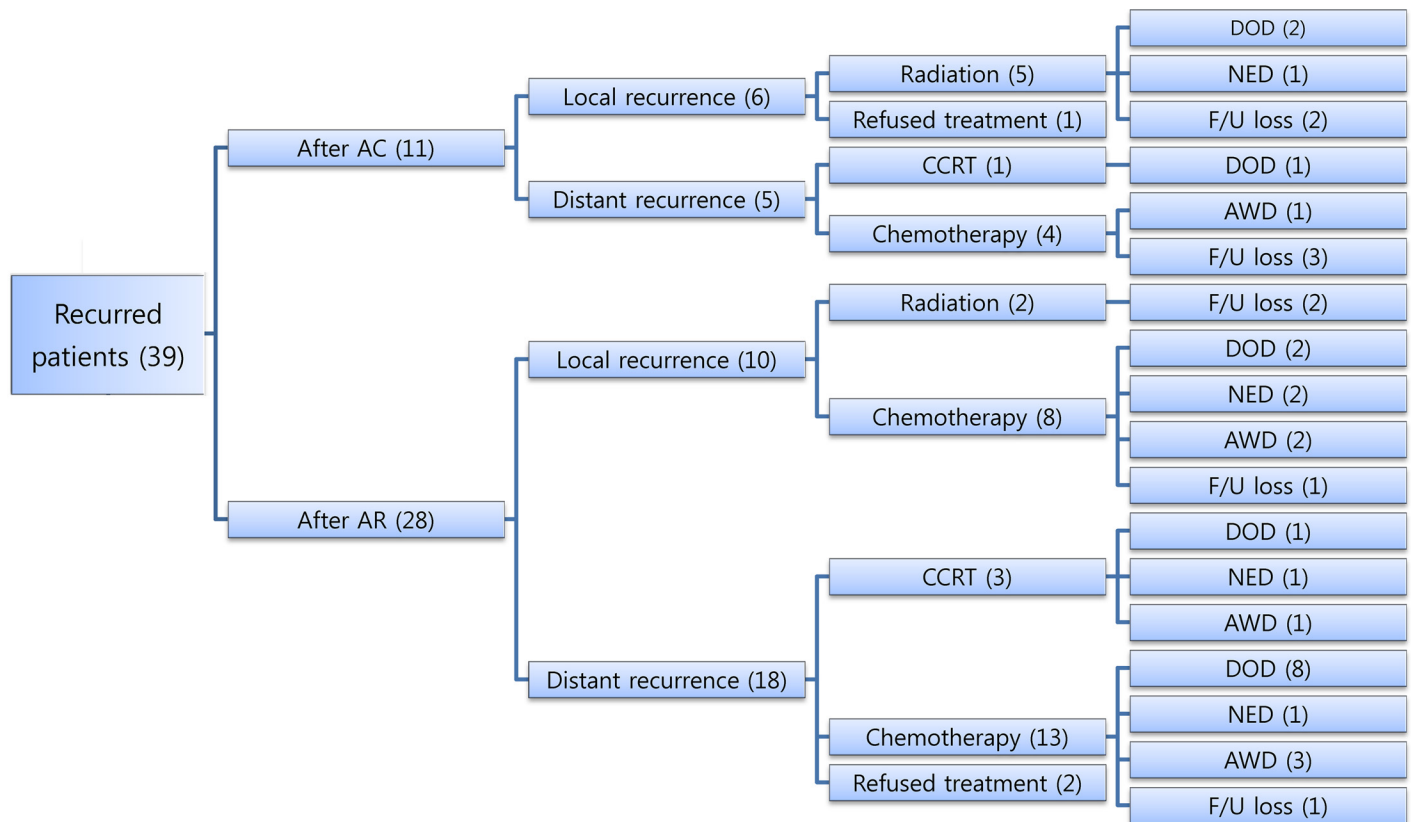 Recurred
patients (39)
After AC (11)
Local recurrence (6)
Radiation (5)
DOD (2)
NED (1)
F/U loss (2)
Refused treatment (1)
Distant recurrence (5)
CCRT (1)
DOD (1)
Chemotherapy (4)
AWD (1)
F/U loss (3)
After AR (28)
Local recurrence (10)
Radiation (2)
F/U loss (2)
Chemotherapy (8)
DOD (2)
NED (2)
AWD (2)
F/U loss (1)
Distant recurrence (18)
CCRT (3)
DOD (1)
NED (1)
AWD (1)
Chemotherapy (13)
DOD (8)
NED (1)
AWD (3)
F/U loss (1)
Refused treatment (2)